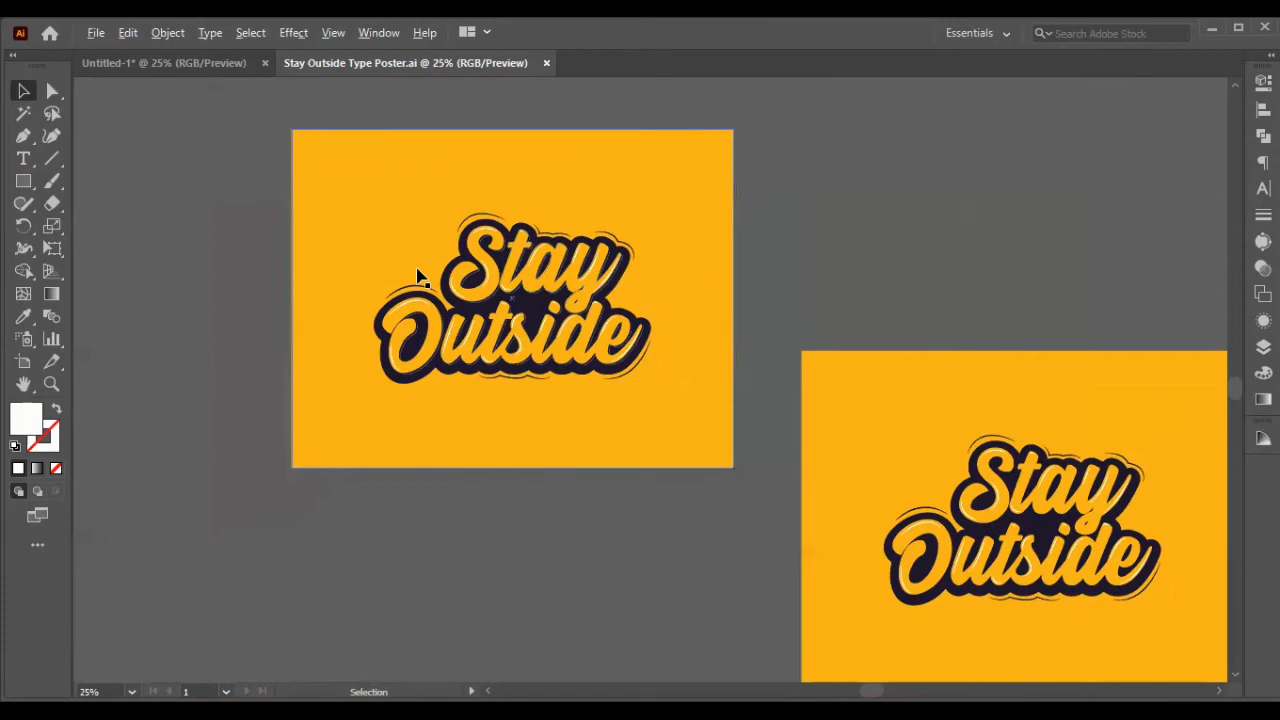 Ai File Edit Object Type Select Effect View Window Help Essentials Search Adobe Stock
Untitled-1* @ 25% (RGB/Preview) × Stay Outside Type Poster.ai @ 25% (RGB/Preview) ×
Stay
Outside
Stay
Outside
25% 1 Selection